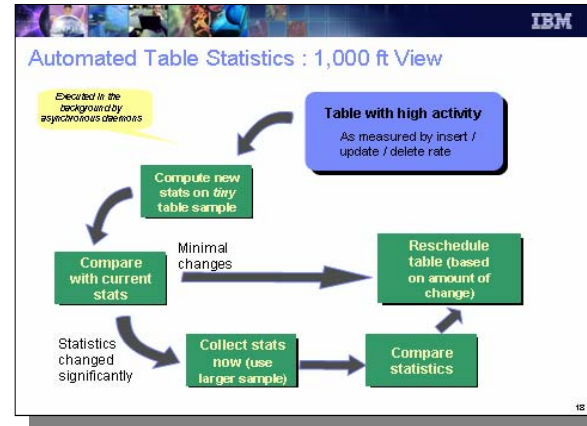 IBM
Automated Table Statistics : 1,000 ft View
Executed in the
background by
asynchronous daemons
Table with high activity
As measured by insert /
update / delete rate
Compute new
stats on tiny
table sample
Compare
with current
stats
Minimal
changes
Reschedule
table (based
on amount of
change)
Statistics
changed
significantly
Collect stats
now (use
larger sample)
Compare
statistics
18